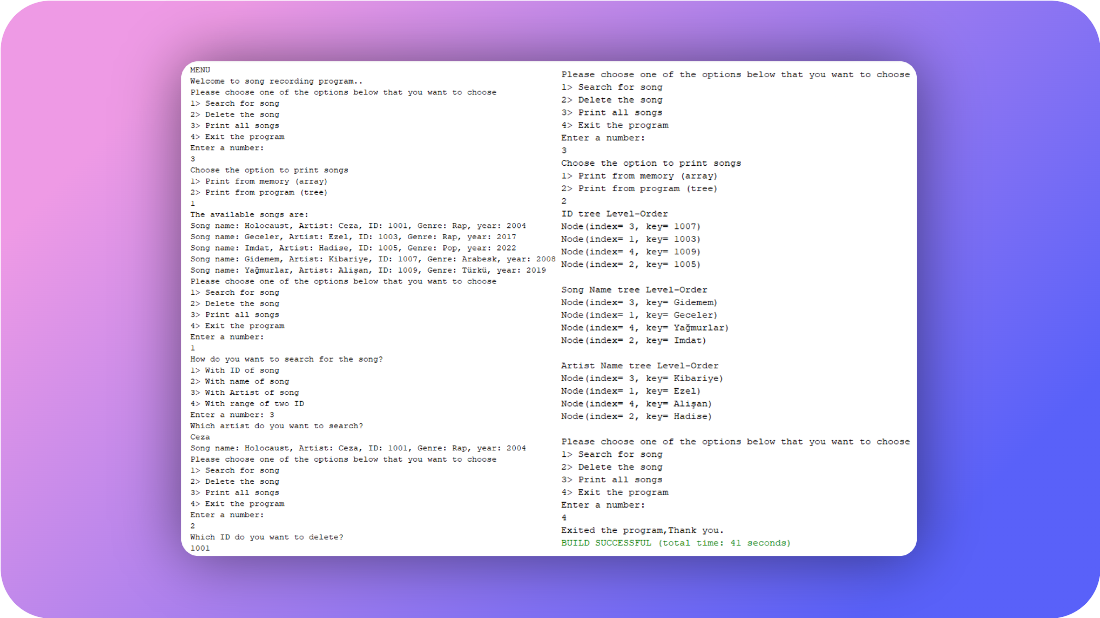 MENU
Welcome to song recording program..
Please choose one of the options below that you want to choose
1> Search for song
2> Delete the song
3> Print all songs
4> Exit the program
Enter a number:
3
Choose the option to print songs
1> Print from memory (array)
2> Print from program (tree)
1
The available songs are:
Song name: Holocaust, Artist: Ceza, ID: 1001, Genre: Rap, year: 2004
Song name: Geceler, Artist: Ezel, ID: 1003, Genre: Rap, year: 2017
Song name: Imdat, Artist: Hadise, ID: 1005, Genre: Pop, year: 2022
Song name: Gidemem, Artist: Kibariye, ID: 1007, Genre: Arabesk, year: 2008
Song name: Yağmurlar, Artist: Alişan, ID: 1009, Genre: Türkü, year: 2019
Please choose one of the options below that you want to choose
1> Search for song
2> Delete the song
3> Print all songs
4> Exit the program
Enter a number:
1
How do you want to search for the song?
1> With ID of song
2> With name of song
3> With Artist of song
4> With range of two ID
Enter a number: 3
Which artist do you want to search?
Ceza
Song name: Holocaust, Artist: Ceza, ID: 1001, Genre: Rap, year: 2004
Please choose one of the options below that you want to choose
1> Search for song
2> Delete the song
3> Print all songs
4> Exit the program
Enter a number:
2
Which ID do you want to delete?
1001
Please choose one of the options below that you want to choose
1> Search for song
2> Delete the song
3> Print all songs
4> Exit the program
Enter a number:
3
Choose the option to print songs
1> Print from memory (array)
2> Print from program (tree)
2
ID tree Level-Order
Node(index= 3, key= 1007)
Node(index= 1, key= 1003)
Node(index= 4, key= 1009)
Node(index= 2, key= 1005)
Song Name tree Level-Order
Node(index= 3, key= Gidemem)
Node(index= 1, key= Geceler)
Node(index= 4, key= Yağmurlar)
Node(index= 2, key= Imdat)
Artist Name tree Level-Order
Node(index= 3, key= Kibariye)
Node(index= 1, key= Ezel)
Node(index= 4, key= Alişan)
Node(index= 2, key= Hadise)
Please choose one of the options below that you want to choose
1> Search for song
2> Delete the song
3> Print all songs
4> Exit the program
Enter a number:
4
Exited the program,Thank you.
BUILD SUCCESSFUL (total time: 41 seconds)